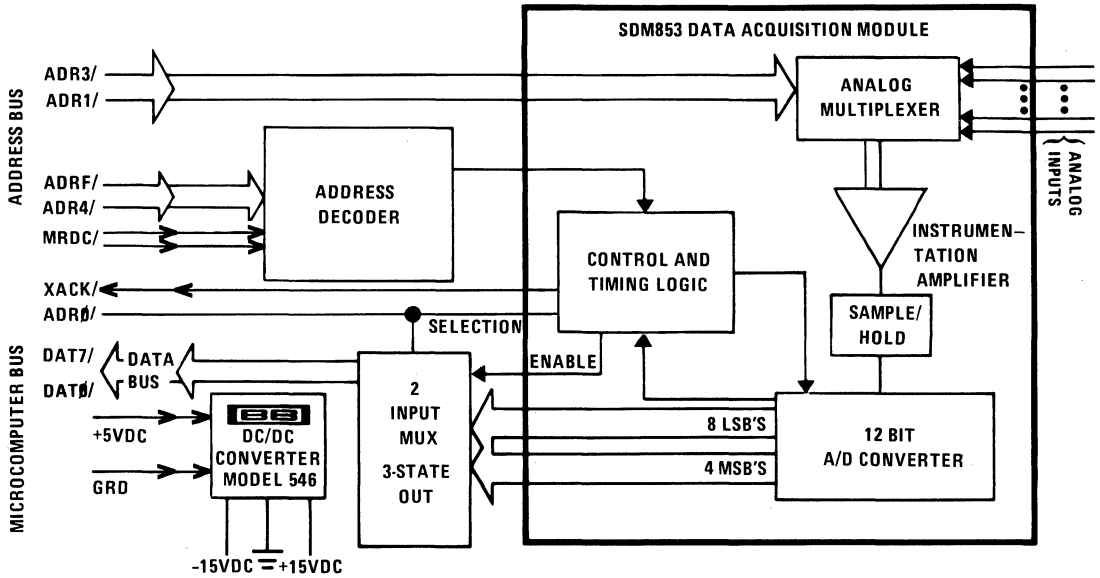 SDM853 DATA ACQUISITION MODULE
ADDRESS BUS
ADR3/
ADR1/
ANALOG
MULTIPLEXER
ANALOG
INPUTS
ADRF/
ADR4/
MRDC/
ADDRESS
DECODER
INSTRUMEN-
TATION
AMPLIFIER
CONTROL AND
TIMING LOGIC
XACK/
ADRØ/
SELECTION
SAMPLE/
HOLD
MICROCOMPUTER BUS
DAT7/
DATØ/
DATA
BUS
ENABLE
2
INPUT
MUX
3-STATE
OUT
8 LSB'S
4 MSB'S
12 BIT
A/D CONVERTER
+5VDC
GRD
BB
DC/DC
CONVERTER
MODEL 546
-15VDC
+15VDC